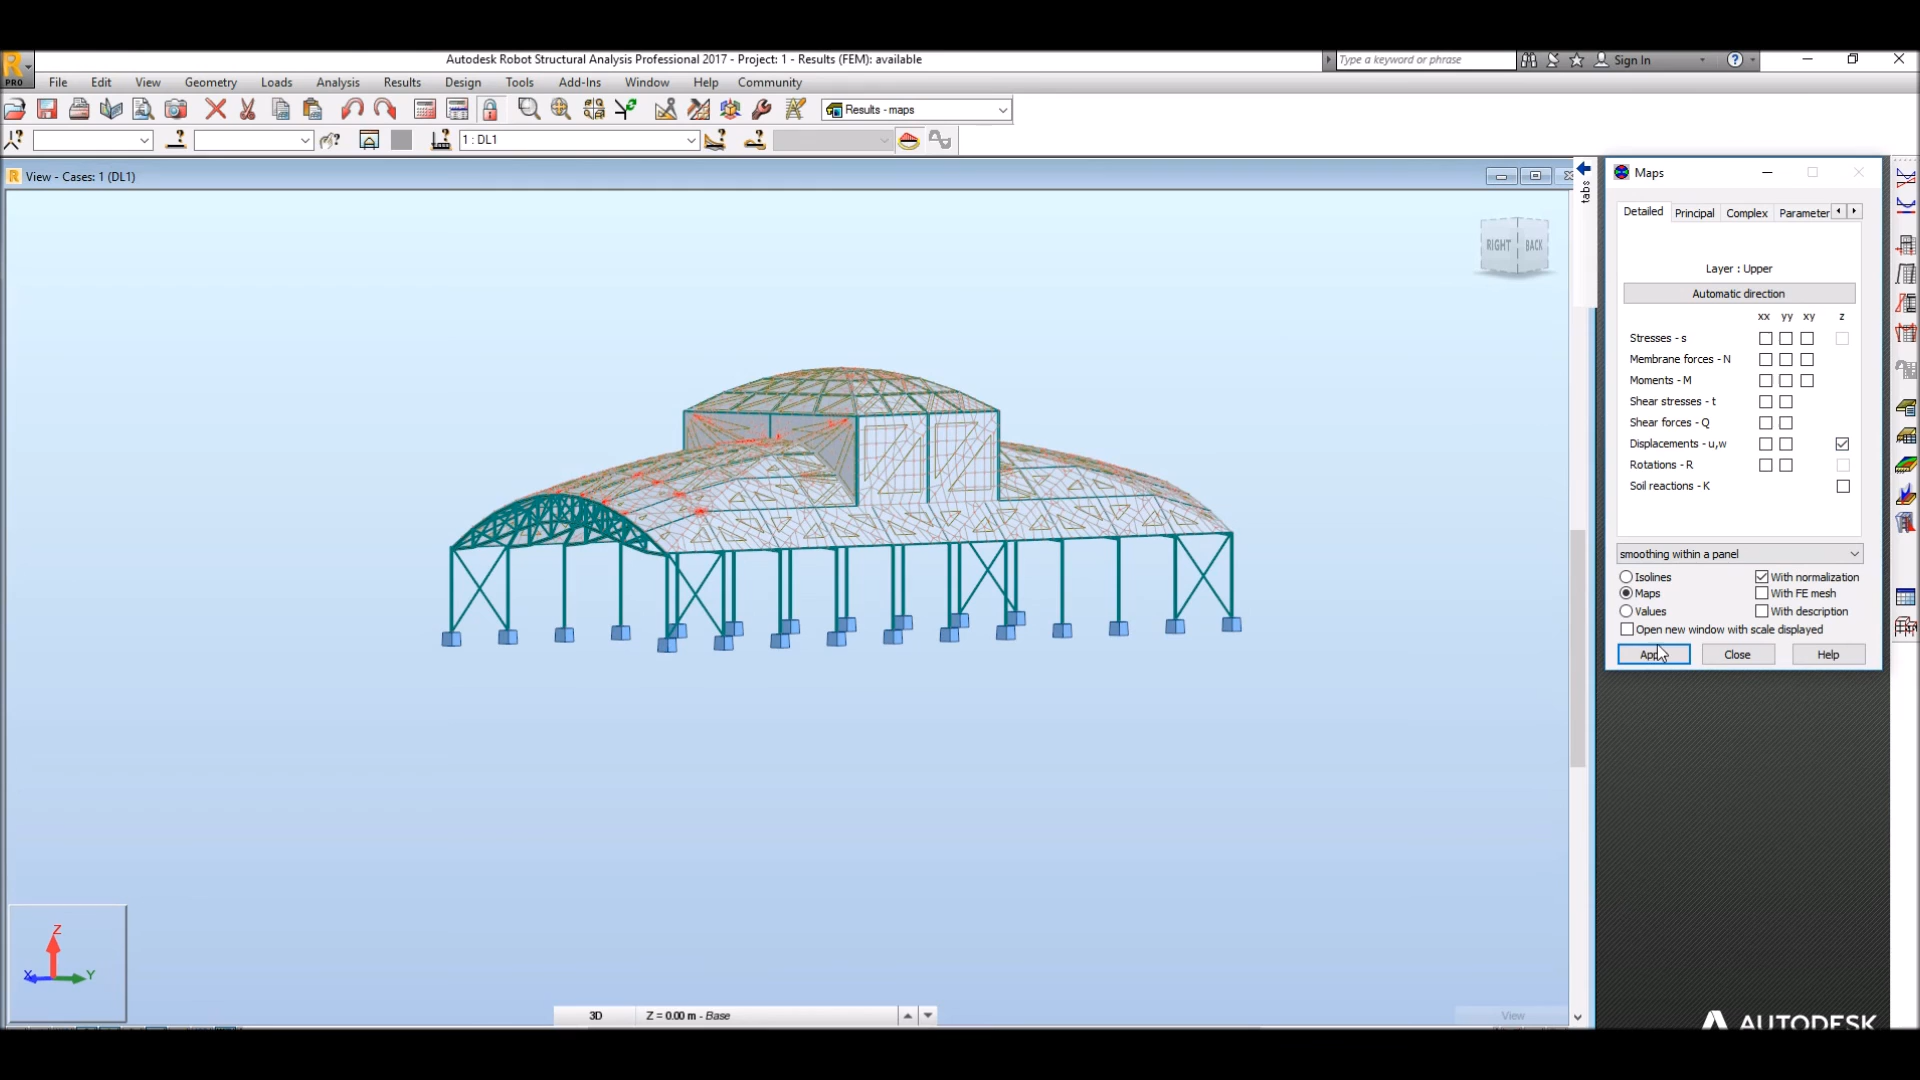 Autodesk Robot Structural Analysis Professional 2017 - Project: 1 - Results (FEM): available
Type a keyword or phrase
Sign In
PRO
File Edit View Geometry Loads Analysis Results Design Tools Add-Ins Window Help Community
Results - maps
1 : DL1
View - Cases: 1 (DL1)
tabs
RIGHT BACK
Maps
Detailed Principal Complex Parameter
Layer : Upper
Automatic direction
xx yy xy z
Stresses - s
Membrane forces - N
Moments - M
Shear stresses - t
Shear forces - Q
Displacements - u,w
Rotations - R
Soil reactions - K
smoothing within a panel
Isolines With normalization
Maps With FE mesh
Values With description
Open new window with scale displayed
Close Help
Z
X Y
3D Z = 0.00 m - Base
View
AUTODESK